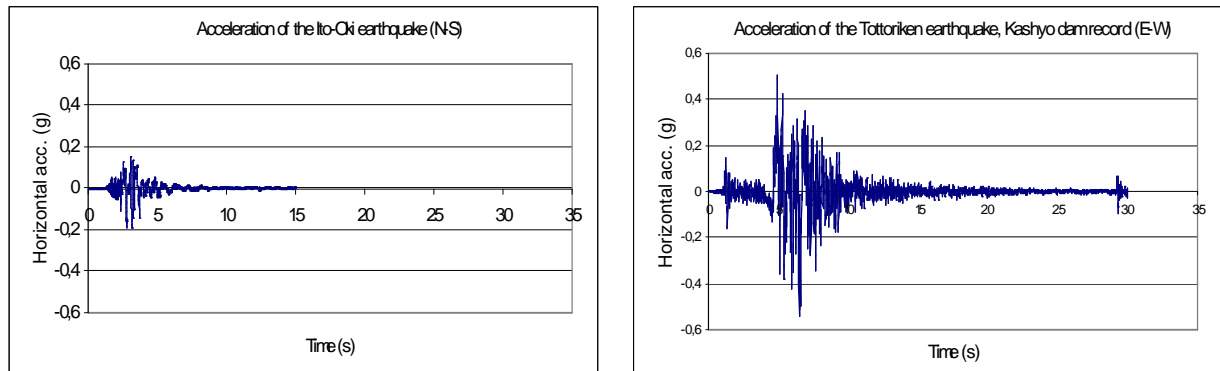 Acceleration of the Ito-Oki earthquake (N-S)
0,6
0,4
0,2
0
-0,2
-0,4
-0,6
0 5 10 15 20 25 30 35
Horizontal acc. (g)
Time (s)
Acceleration of the Tottoriken earthquake, Kashyo dam record (E-W)
0,6
0,4
0,2
0
-0,2
-0,4
-0,6
0 5 10 15 20 25 30 35
Horizontal acc. (g)
Time (s)